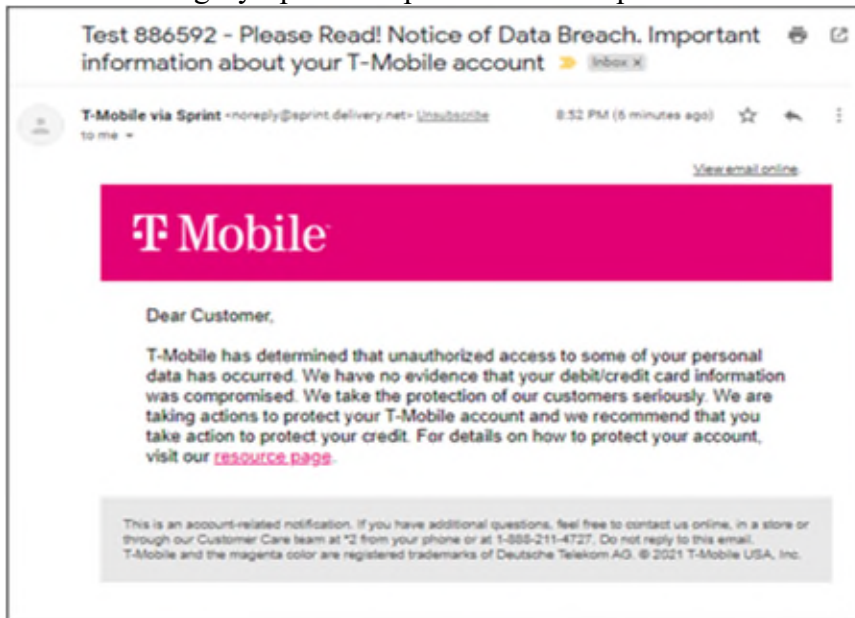 Test 886592 - Please Read! Notice of Data Breach. Important
information about your T-Mobile account Inbox x
T-Mobile via Sprint <noreply@sprint.delivery.net> Unsubscribe 8:52 PM (6 minutes ago)
to me
View email online.
T Mobile
Dear Customer,
T-Mobile has determined that unauthorized access to some of your personal
data has occurred. We have no evidence that your debit/credit card information
was compromised. We take the protection of our customers seriously. We are
taking actions to protect your T-Mobile account and we recommend that you
take action to protect your credit. For details on how to protect your account,
visit our resource page.
This is an account-related notification. If you have additional questions, feel free to contact us online, in a store or
through our Customer Care team at *2 from your phone or at 1-888-211-4727. Do not reply to this email.
T-Mobile and the magenta color are registered trademarks of Deutsche Telekom AG. © 2021 T-Mobile USA, Inc.